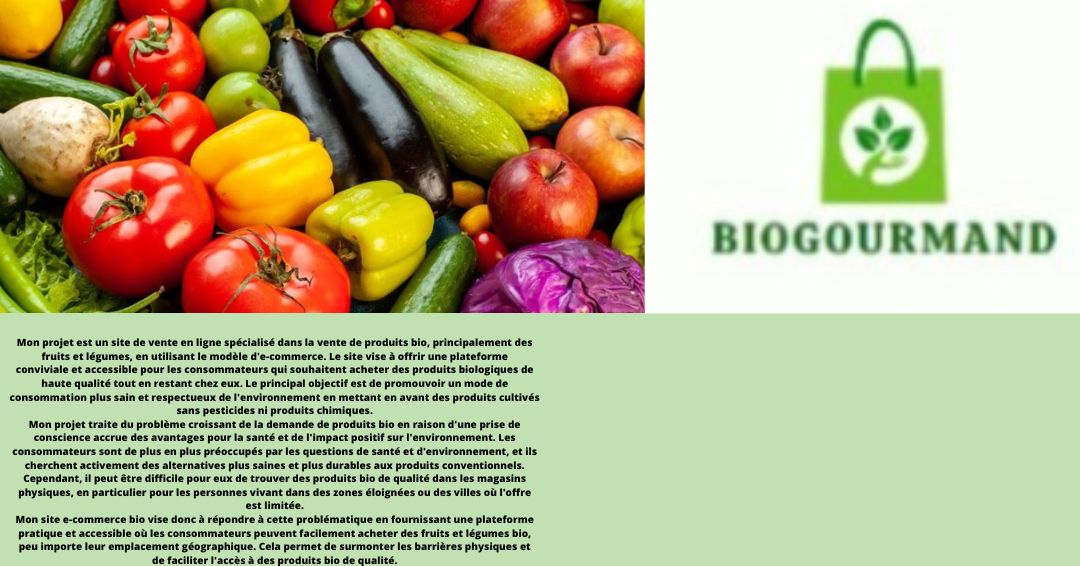 BIOGOURMAND
Mon projet est un site de vente en ligne spécialisé dans la vente de produits bio, principalement des
fruits et légumes, en utilisant le modèle d'e-commerce. Le site vise à offrir une plateforme
conviviale et accessible pour les consommateurs qui souhaitent acheter des produits biologiques de
haute qualité tout en restant chez eux. Le principal objectif est de promouvoir un mode de
consommation plus sain et respectueux de l'environnement en mettant en avant des produits cultivés
sans pesticides ni produits chimiques.
Mon projet traite du problème croissant de la demande de produits bio en raison d'une prise de
conscience accrue des avantages pour la santé et de l'impact positif sur l'environnement. Les
consommateurs sont de plus en plus préoccupés par les questions de santé et d'environnement, et ils
cherchent activement des alternatives plus saines et plus durables aux produits conventionnels.
Cependant, il peut être difficile pour eux de trouver des produits bio de qualité dans les magasins
physiques, en particulier pour les personnes vivant dans des zones éloignées ou des villes où l'offre
est limitée.
Mon site e-commerce bio vise donc à répondre à cette problématique en fournissant une plateforme
pratique et accessible où les consommateurs peuvent facilement acheter des fruits et légumes bio,
peu importe leur emplacement géographique. Cela permet de surmonter les barrières physiques et
de faciliter l'accès à des produits bio de qualité.